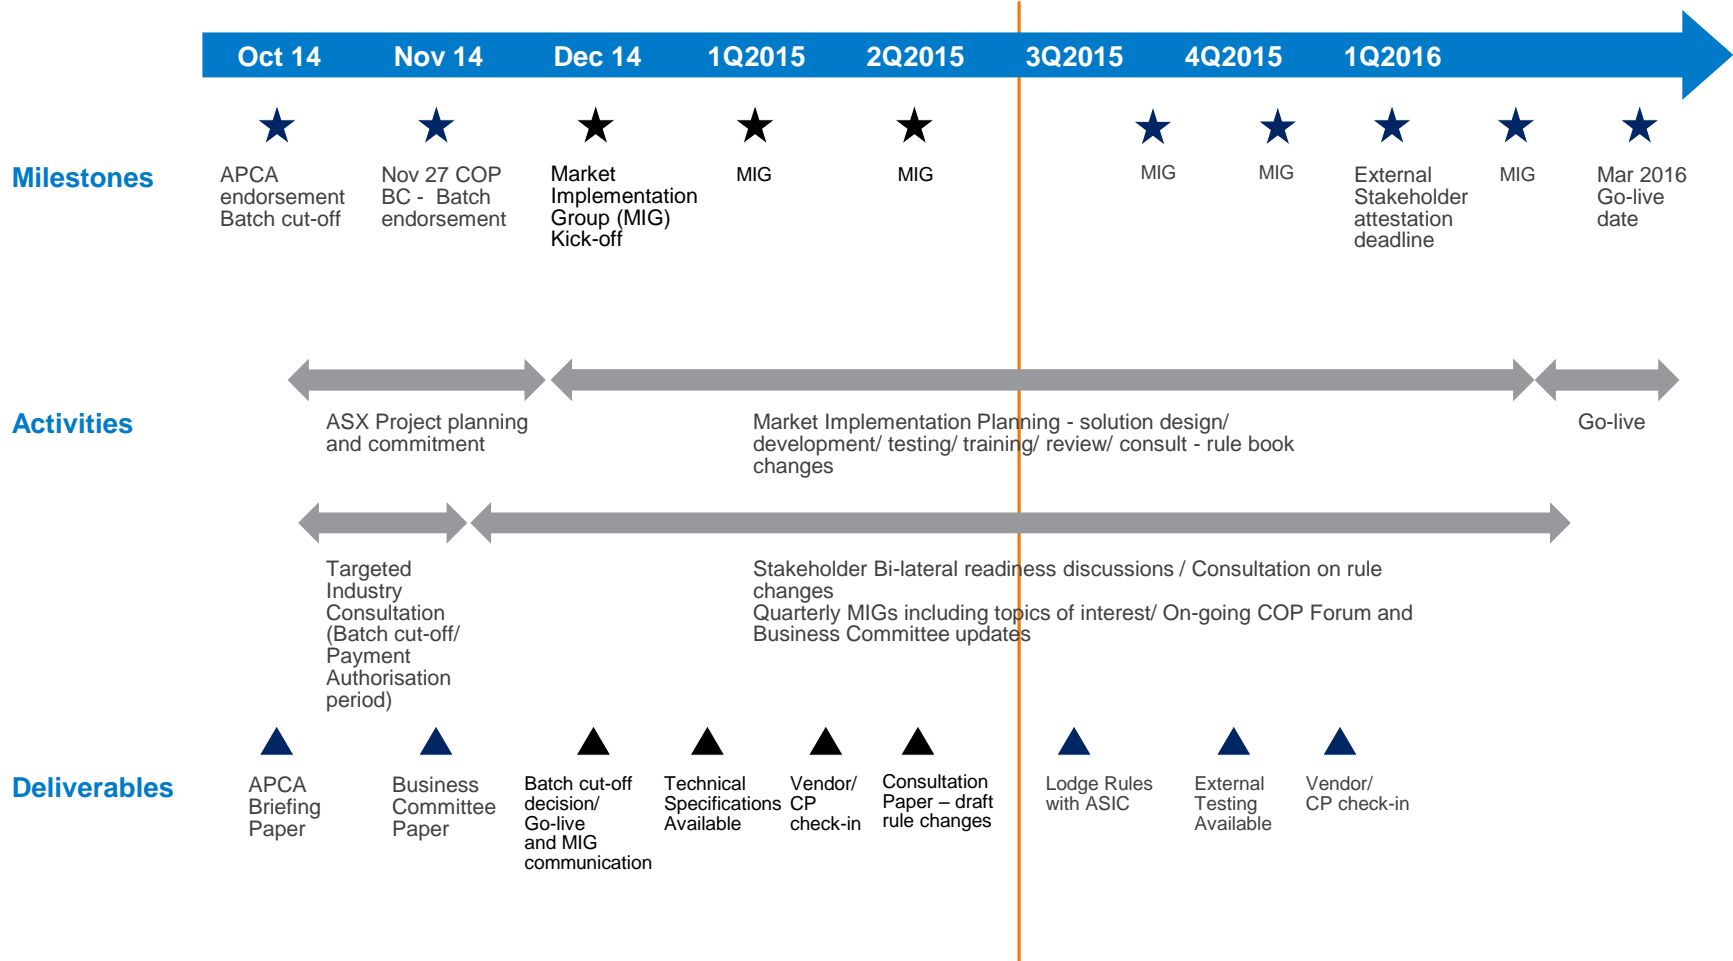 Oct 14
Nov 14
Dec 14
1Q2015
2Q2015
3Q2015
4Q2015
1Q2016
Milestones
APCA
endorsement
Batch cut-off
Nov 27 COP
BC - Batch
endorsement
Market
Implementation
Group (MIG)
Kick-off
MIG
MIG
MIG
MIG
External
Stakeholder
attestation
deadline
MIG
Mar 2016
Go-live
date
Activities
ASX Project planning
and commitment
Market Implementation Planning - solution design/
development/ testing/ training/ review/ consult - rule book
changes
Go-live
Targeted
Industry
Consultation
(Batch cut-off/
Payment
Authorisation
period)
Stakeholder Bi-lateral readiness discussions / Consultation on rule
changes
Quarterly MIGs including topics of interest/ On-going COP Forum and
Business Committee updates
Deliverables
APCA
Briefing
Paper
Business
Committee
Paper
Batch cut-off
decision/
Go-live
and MIG
communication
Technical
Specifications
Available
Vendor/
CP
check-in
Consultation
Paper – draft
rule changes
Lodge Rules
with ASIC
External
Testing
Available
Vendor/
CP check-in